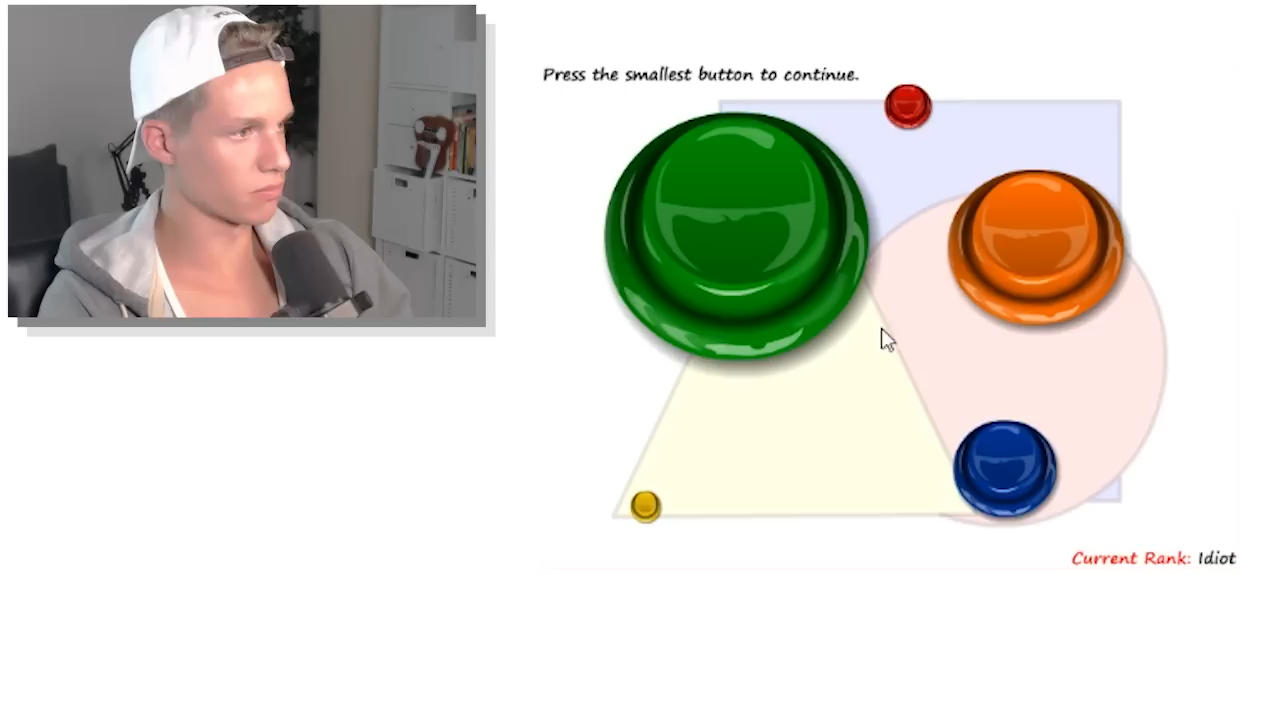 Press the smallest button to continue.
Current Rank: Idiot